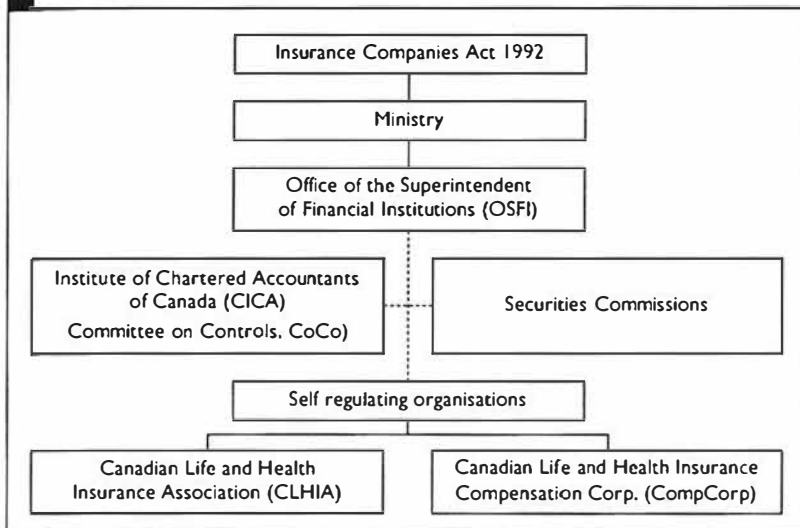 Insurance Companies Act 1992
Ministry
Office of the Superintendent
of Financial Institutions (OSFI)
Institute of Chartered Accountants
of Canada (CICA)
Committee on Controls, CoCo)
Securities Commissions
Self regulating organisations
Canadian Life and Health
Insurance Association (CLHIA)
Canadian Life and Health Insurance
Compensation Corp. (CompCorp)